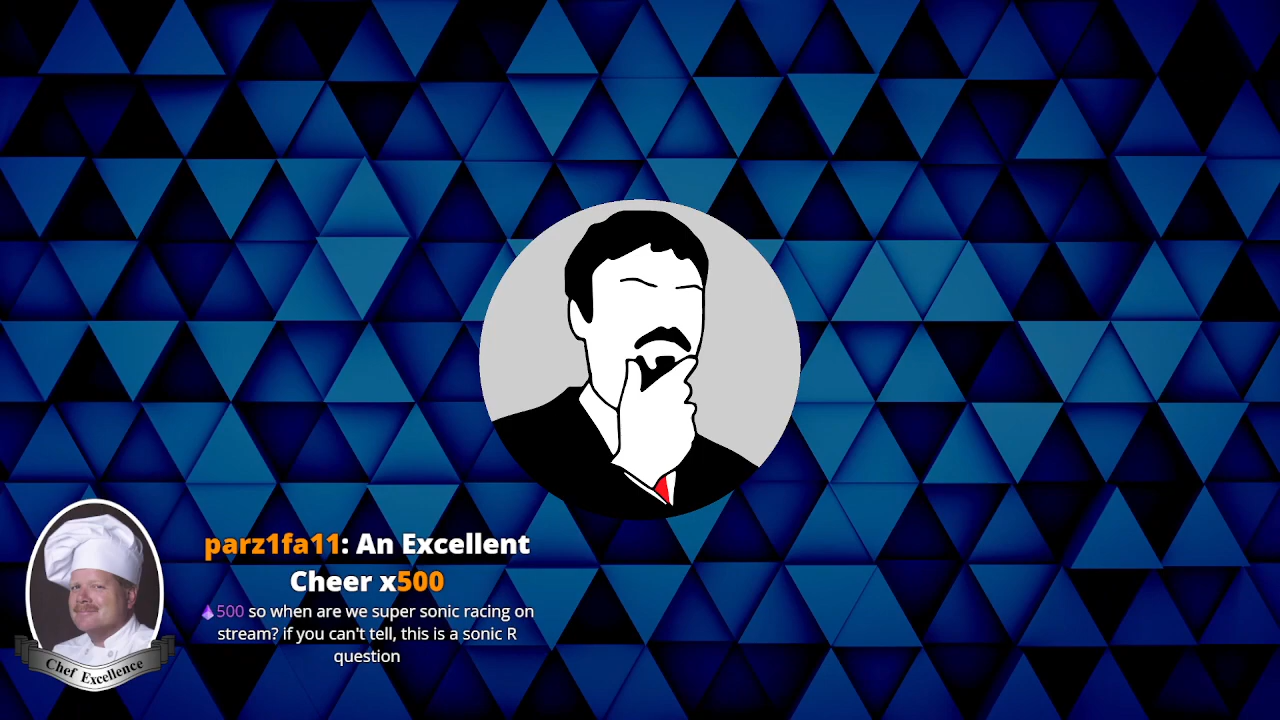 parz1fa11: An Excellent
Cheer x500
500 so when are we super sonic racing on
stream? if you can't tell, this is a sonic R
question
Chef Excellence